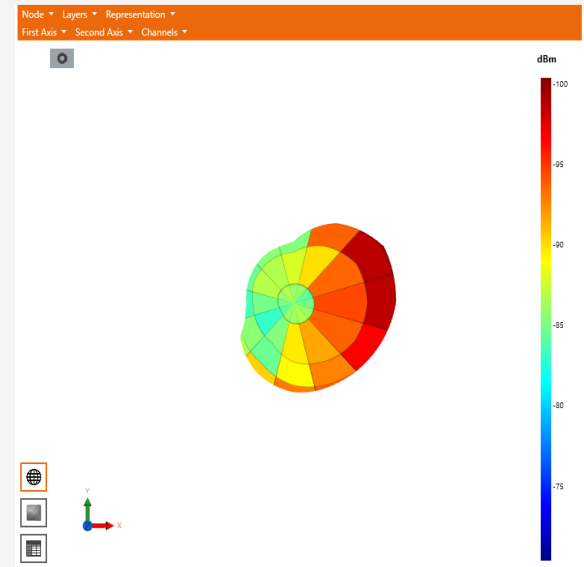 Node Layers Representation
First Axis Second Axis Channels
dBm
-100
-95
-90
-85
-80
-75
Y
X